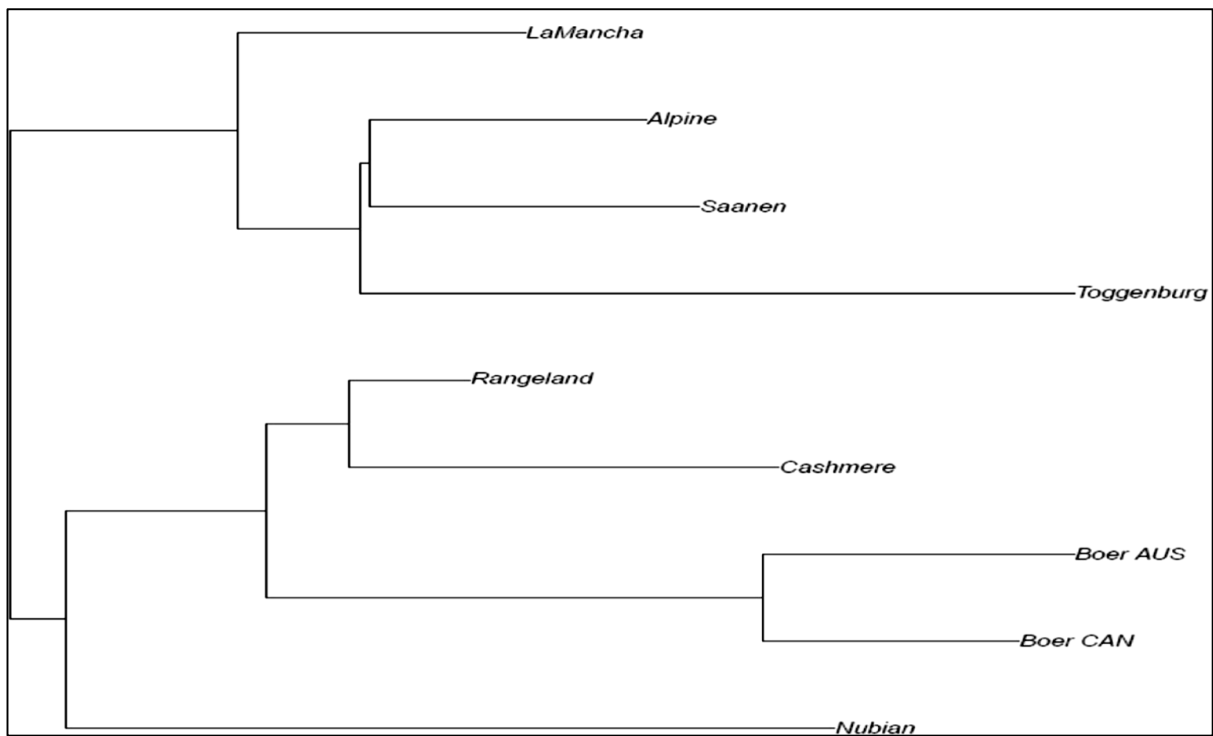 LaMancha
Alpine
Saanen
Toggenburg
Rangeland
Cashmere
Boer AUS
Boer CAN
Nubian